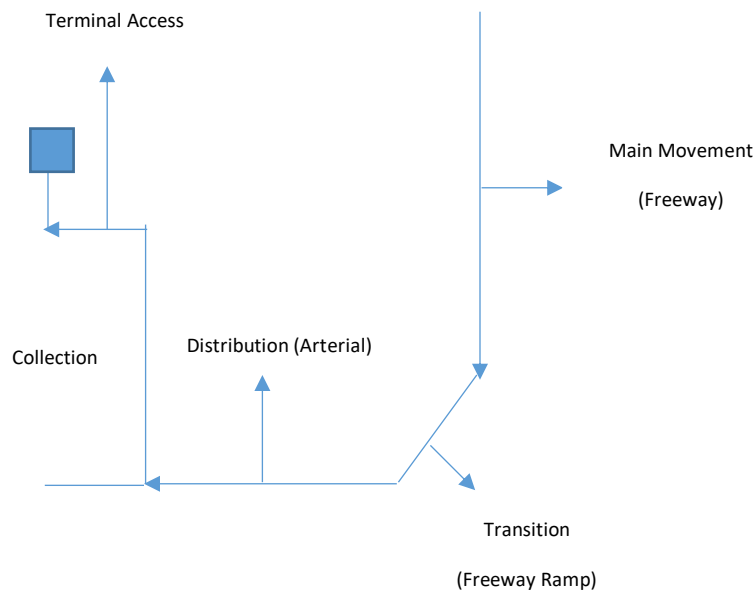 Terminal Access
Main Movement
(Freeway)
Distribution (Arterial)
Collection
Transition
(Freeway Ramp)